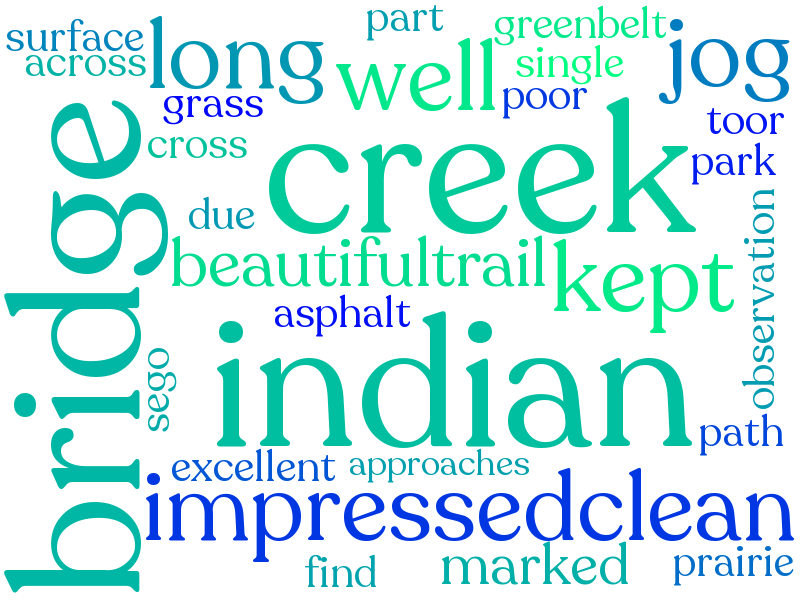 part
greenbelt
surface
long
jog
across
well
single
grass
poor
toor
cross
creek
park
bridge
due
observation
beautifultrail
kept
asphalt
indian
sego
path
excellent
approaches
impressedclean
find
marked
prairie